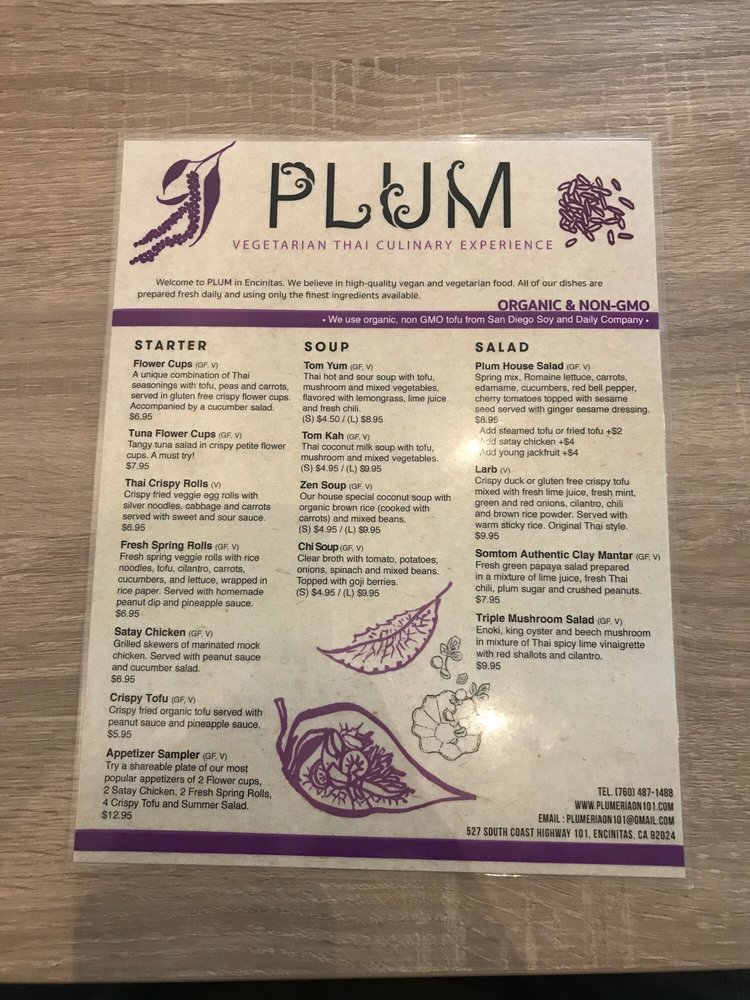 PLUM
VEGETARIAN THAI CULINARY EXPERIENCE
Welcome to PLUM in Encinitas. We believe in high-quality vegan and vegetarian food. All of our dishes are
prepared fresh daily and using only the finest ingredients available.
ORGANIC & NON-GMO
• We use organic, non GMO tofu from San Diego Soy and Daily Company •
STARTER
Flower Cups (GF, V)
A unique combination of Thai
seasonings with tofu, peas and carrots,
served in gluten free crispy flower cups.
Accompanied by a cucumber salad.
$6.95
Tuna Flower Cups (GF, V)
Tangy tuna salad in crispy petite flower
cups. A must try!
$7.95
Thai Crispy Rolls (V)
Crispy fried veggie egg rolls with
silver noodles, cabbage and carrots
served with sweet and sour sauce.
$6.95
Fresh Spring Rolls (GF, V)
Fresh spring veggie rolls with rice
noodles, tofu, cilantro, carrots,
cucumbers, and lettuce, wrapped in
rice paper. Served with homemade
peanut dip and pineapple sauce.
$6.95
Satay Chicken (GF, V)
Grilled skewers of marinated mock
chicken. Served with peanut sauce
and cucumber salad.
$6.95
Crispy Tofu (GF, V)
Crispy fried organic tofu served with
peanut sauce and pineapple sauce.
$5.95
Appetizer Sampler (GF, V)
Try a shareable plate of our most
popular appetizers of 2 Flower cups,
2 Satay Chicken, 2 Fresh Spring Rolls,
4 Crispy Tofu and Summer Salad.
$12.95
SOUP
Tom Yum (GF, V)
Thai hot and sour soup with tofu,
mushroom and mixed vegetables,
flavored with lemongrass, lime juice
and fresh chili.
(S) $4.50 / (L) $8.95
Tom Kah (GF, V)
Thai coconut milk soup with tofu,
mushroom and mixed vegetables.
(S) $4.95 / (L) $9.95
Zen Soup (GF, V)
Our house special coconut soup with
organic brown rice (cooked with
carrots) and mixed beans.
(S) $4.95 / (L) $9.95
Chi Soup (GF, V)
Clear broth with tomato, potatoes,
onions, spinach and mixed beans.
Topped with goji berries.
(S) $4.95 / (L) $9.95
SALAD
Plum House Salad (GF, V)
Spring mix, Romaine lettuce, carrots,
edamame, cucumbers, red bell pepper,
cherry tomatoes topped with sesame
seed served with ginger sesame dressing.
$8.95
Add steamed tofu or fried tofo +$2
Add satay chicken +$4
Add young jackfruit +$4
Larb (V)
Crispy duck or gluten free crispy tofu
mixed with fresh lime juice, fresh mint,
green and red onions, cilantro, chili
and brown rice powder. Served with
warm sticky rice. Original Thai style.
$9.95
Somtom Authentic Clay Mantar (GF, V)
Fresh green papaya salad prepared
in a mixture of lime juice, fresh Thai
chili, plum sugar and crushed peanuts.
$7.95
Triple Mushroom Salad (GF, V)
Enoki, king oyster and beech mushroom
in mixture of Thai spicy lime vinaigrette
with red shallots and cilantro.
$9.95
TEL. (760) 487-1488
WWW.PLUMERIAON101.COM
EMAIL : PLUMERIAON101@GMAIL.COM
527 SOUTH COAST HIGHWAY 101, ENCINITAS, CA 92024